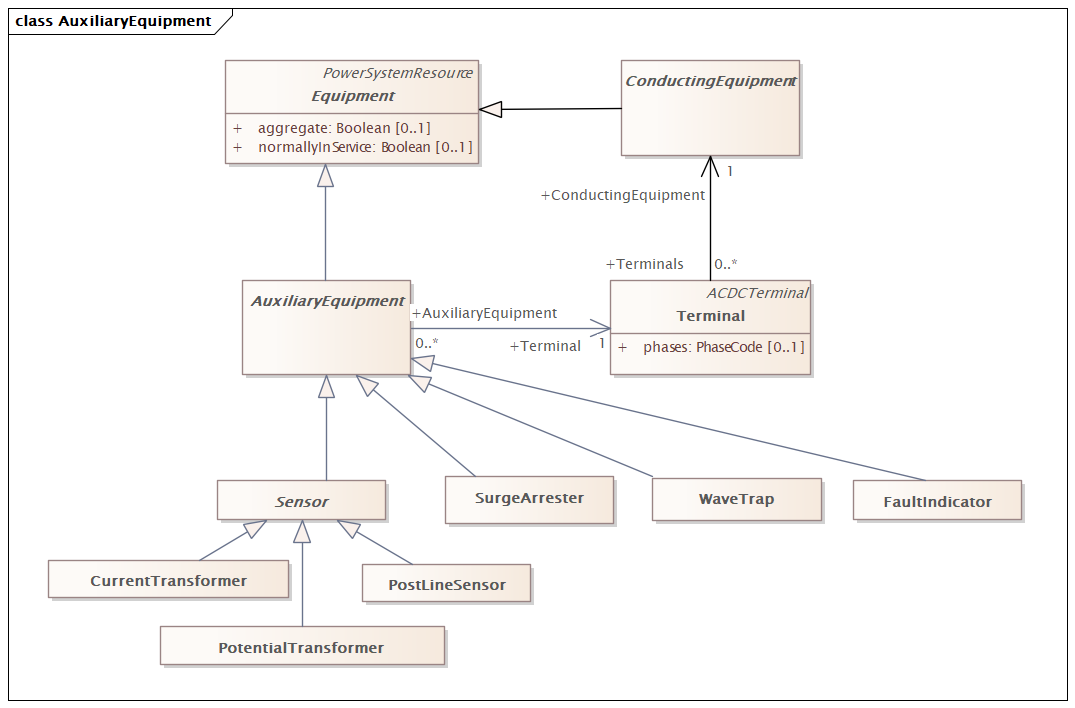 class AuxiliaryEquipment
PowerSystemResource
Equipment
+ aggregate: Boolean [0..1]
+ normallyInService: Boolean [0..1]
ConductingEquipment
1
+ConductingEquipment
+Terminals 0..*
AuxiliaryEquipment
+AuxiliaryEquipment
0..*
+Terminal 1
ACDCTerminal
Terminal
+ phases: PhaseCode [0..1]
Sensor
SurgeArrester
WaveTrap
FaultIndicator
CurrentTransformer
PostLineSensor
PotentialTransformer